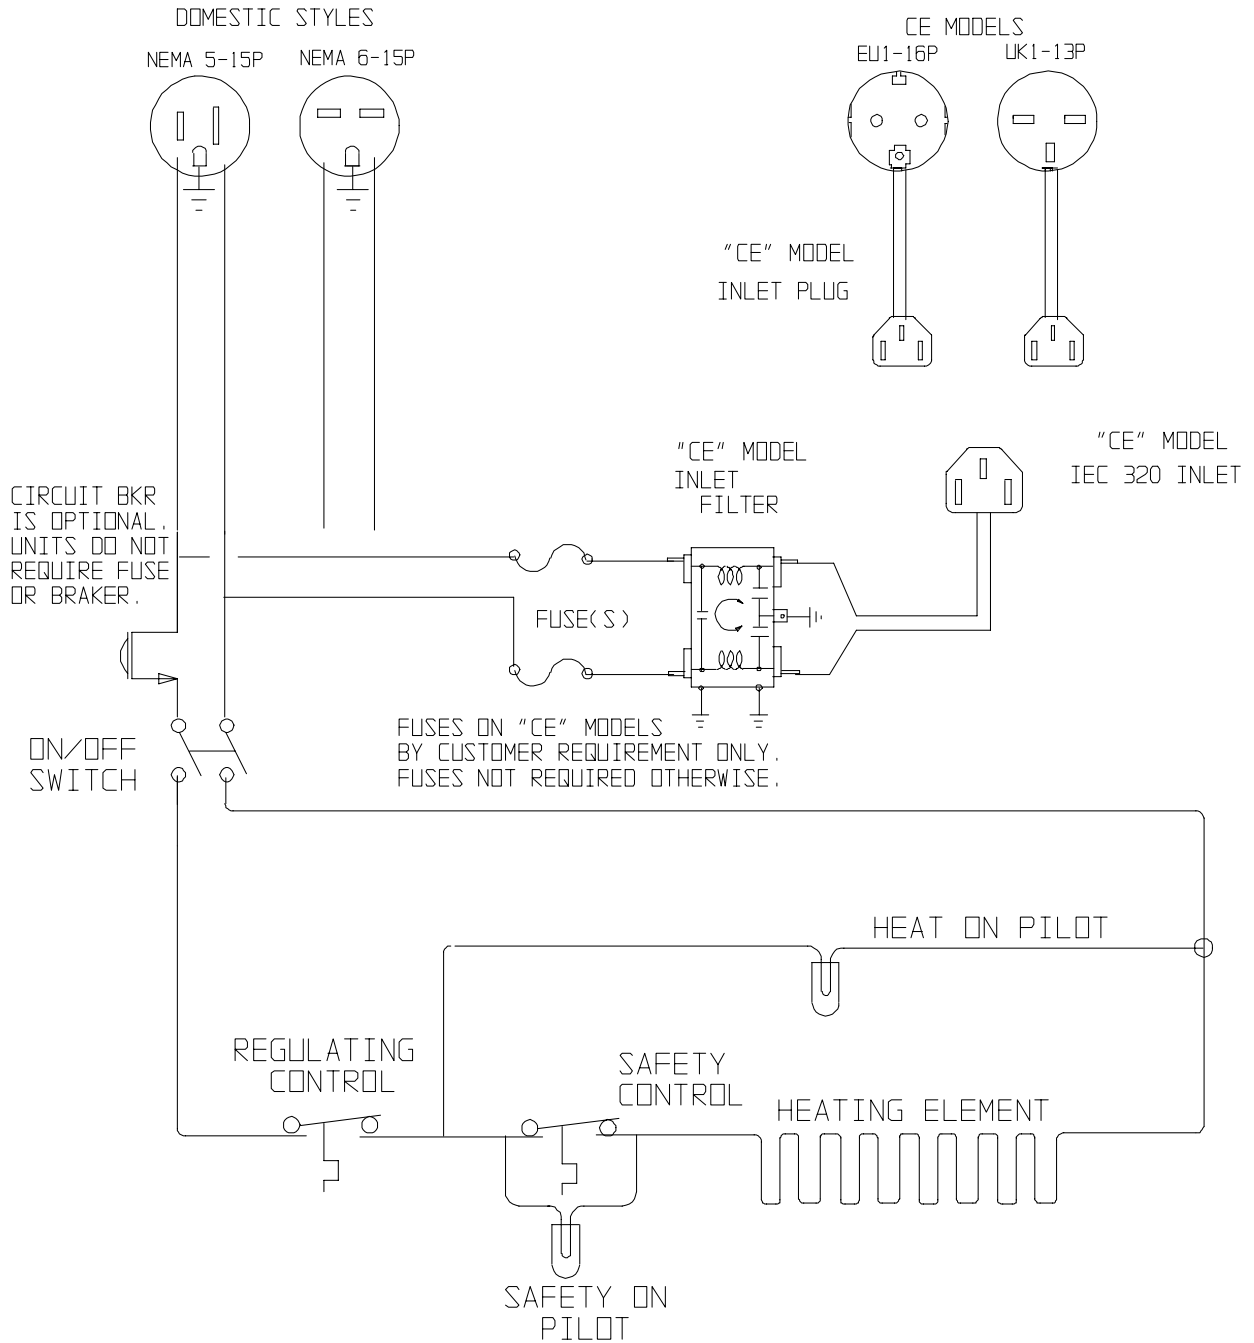 DOMESTIC STYLES
NEMA 5-15P
NEMA 6-15P
CE MODELS
EU1-16P
UK1-13P
"CE" MODEL
INLET PLUG
"CE" MODEL
INLET
FILTER
"CE" MODEL
IEC 320 INLET
CIRCUIT BKR
IS OPTIONAL.
UNITS DO NOT
REQUIRE FUSE
OR BRAKER.
FUSE(S)
FUSES ON "CE" MODELS
BY CUSTOMER REQUIREMENT ONLY.
FUSES NOT REQUIRED OTHERWISE.
ON/OFF
SWITCH
HEAT ON PILOT
REGULATING
CONTROL
SAFETY
CONTROL
HEATING ELEMENT
SAFETY ON
PILOT